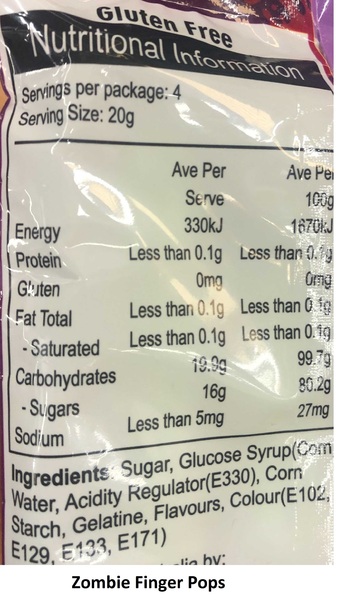 Gluten Free
Nutritional Information
Servings per package: 4
Serving Size: 20g
Ave Per Ave Per
Serve 100g
Energy 330kJ 1670kJ
Protein Less than 0.1g Less than 0.1g
Gluten 0mg 0mg
Fat Total Less than 0.1g Less than 0.1g
- Saturated Less than 0.1g Less than 0.1g
Carbohydrates 19.9g 99.7g
- Sugars 16g 80.2g
Sodium Less than 5mg 27mg
Ingredients: Sugar, Glucose Syrup(Corn
Water, Acidity Regulator(E330), Corn
Starch, Gelatine, Flavours, Colour(E102,
E129, E133, E171)
by:
Zombie Finger Pops